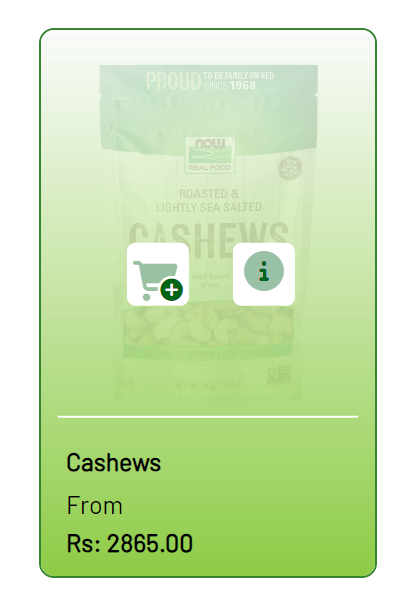 PROUD TO BE FAMILY OWNED
SINCE 1968
NOW
REAL FOOD
ROASTED &
LIGHTLY SEA SALTED
CASHEWS
Good Source
of Iron
Cashews
From
Rs: 2865.00